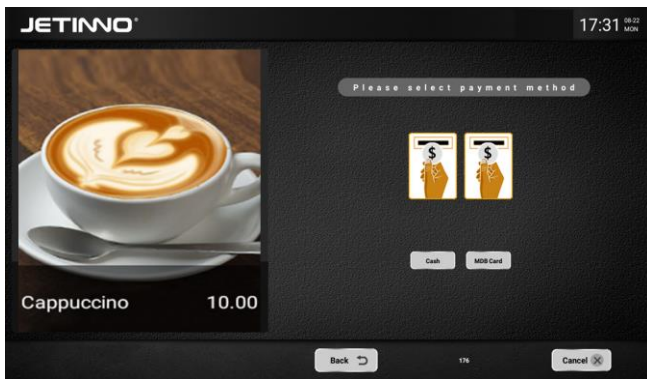 JETINNO
17:31 08-22 MON
Please select payment method
$ $
Cash MDB Card
Cappuccino 10.00
Back 176 Cancel